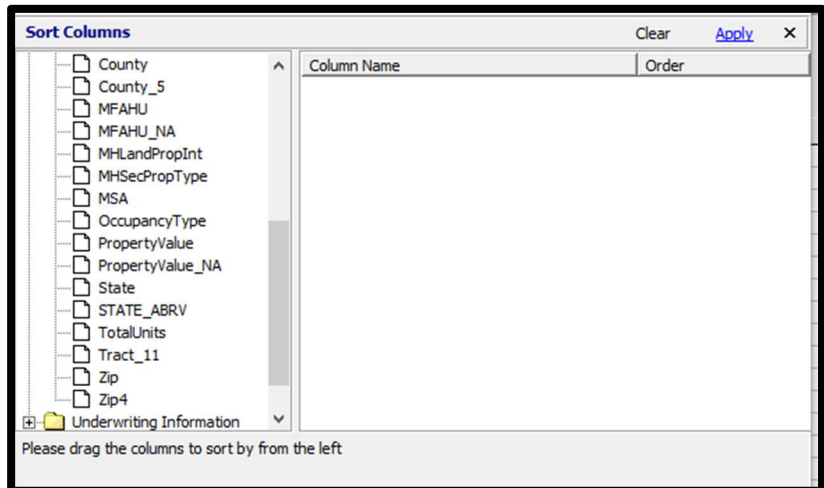 Sort Columns Clear Apply X
Column Name Order
County
County_5
MFAHU
MFAHU_NA
MHLandPropInt
MHSecPropType
MSA
OccupancyType
PropertyValue
PropertyValue_NA
State
STATE_ABRV
TotalUnits
Tract_11
Zip
Zip4
Underwriting Information
Please drag the columns to sort by from the left